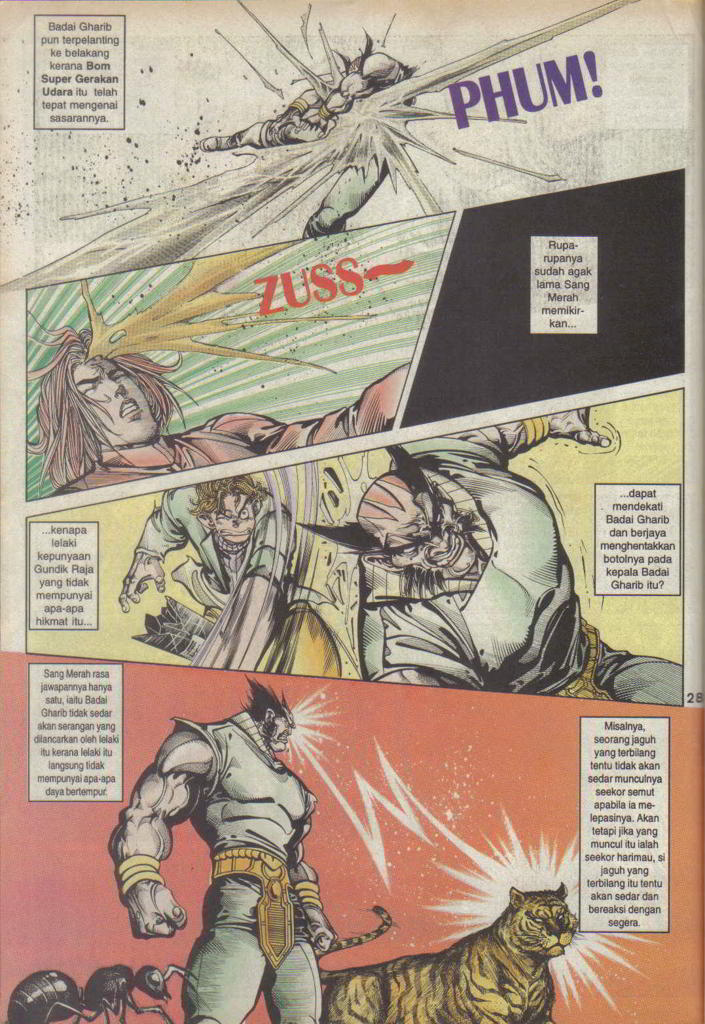 Badai Gharib
pun terpelanting
ke belakang
kerana Bom
Super Gerakan
Udara itu telah
tepat mengenai
sasarannya.
PHUM!
ZUSS~
Rupa-
rupanya
sudah agak
lama Sang
Merah
memikir-
kan...
...kenapa
lelaki
kepunyaan
Gundik Raja
yang tidak
mempunyai
apa-apa
hikmat itu...
...dapat
mendekati
Badai Gharib
dan berjaya
menghentakkan
botolnya pada
kepala Badai
Gharib itu?
28
Sang Merah rasa
jawapannya hanya
satu, iaitu Badai
Gharib tidak sedar
akan serangan yang
dilancarkan oleh lelaki
itu kerana lelaki itu
langsung tidak
mempunyai apa-apa
daya bertempur.
Misalnya,
seorang jaguh
yang terbilang
tentu tidak akan
sedar munculnya
seekor semut
apabila ia me-
lepasinya. Akan
tetapi jika yang
muncul itu ialah
seekor harimau, si
jaguh yang
terbilang itu tentu
akan sedar dan
bereaksi dengan
segera.